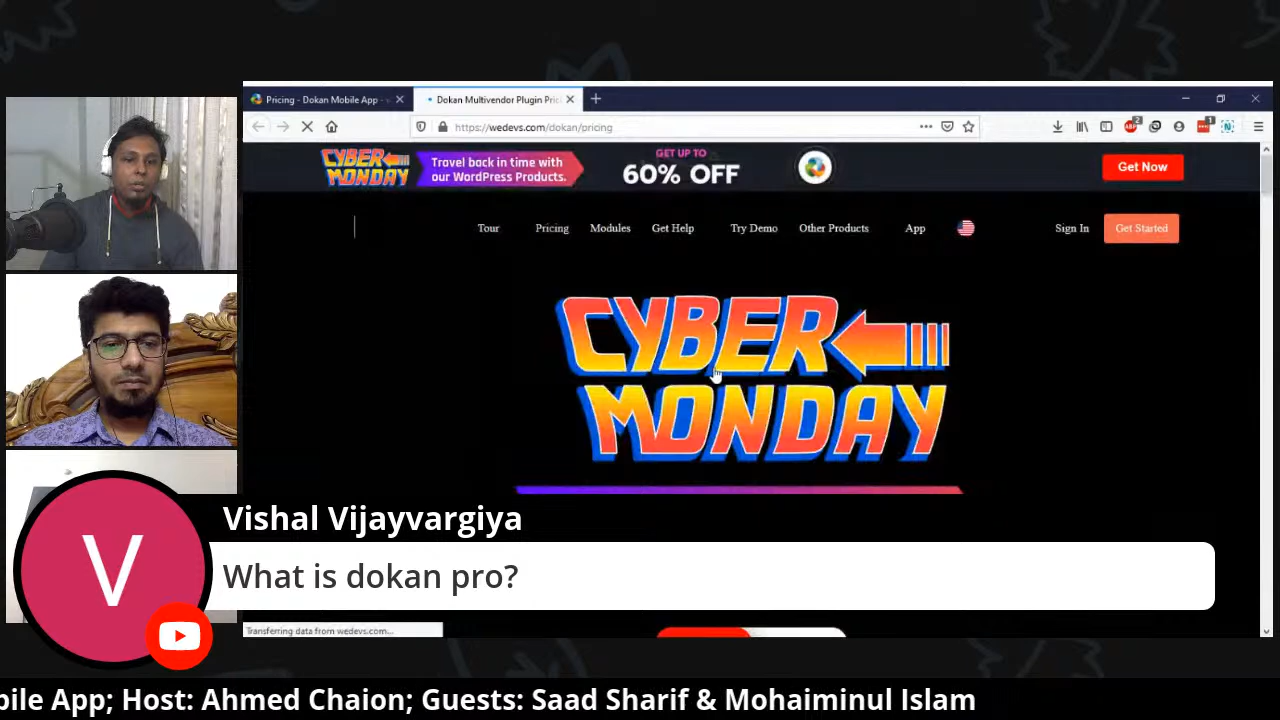 Pricing - Dokan Mobile App -
Dokan Multivendor Plugin Pric
https://wedevs.com/dokan/pricing
2
1
CYBER
MONDAY
Travel back in time with
our WordPress Products.
GET UP TO
60% OFF
Get Now
Tour Pricing Modules Get Help Try Demo Other Products App Sign In Get Started
CYBER
MONDAY
V
Vishal Vijayvargiya
What is dokan pro?
Transferring data from wedevs.com...
bile App; Host: Ahmed Chaion; Guests: Saad Sharif & Mohaiminul Islam